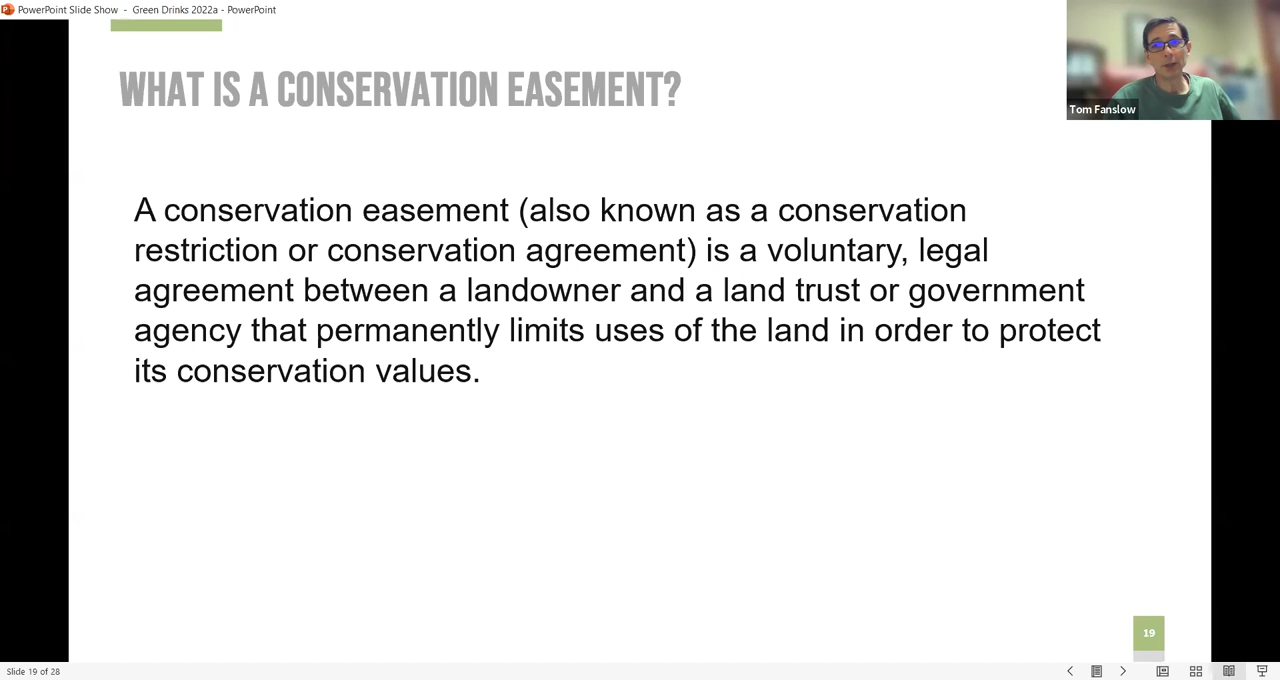 PowerPoint Slide Show - Green Drinks 2022a - PowerPoint
Tom Fanslow
WHAT IS A CONSERVATION EASEMENT?
A conservation easement (also known as a conservation
restriction or conservation agreement) is a voluntary, legal
agreement between a landowner and a land trust or government
agency that permanently limits uses of the land in order to protect
its conservation values.
19
Slide 19 of 28